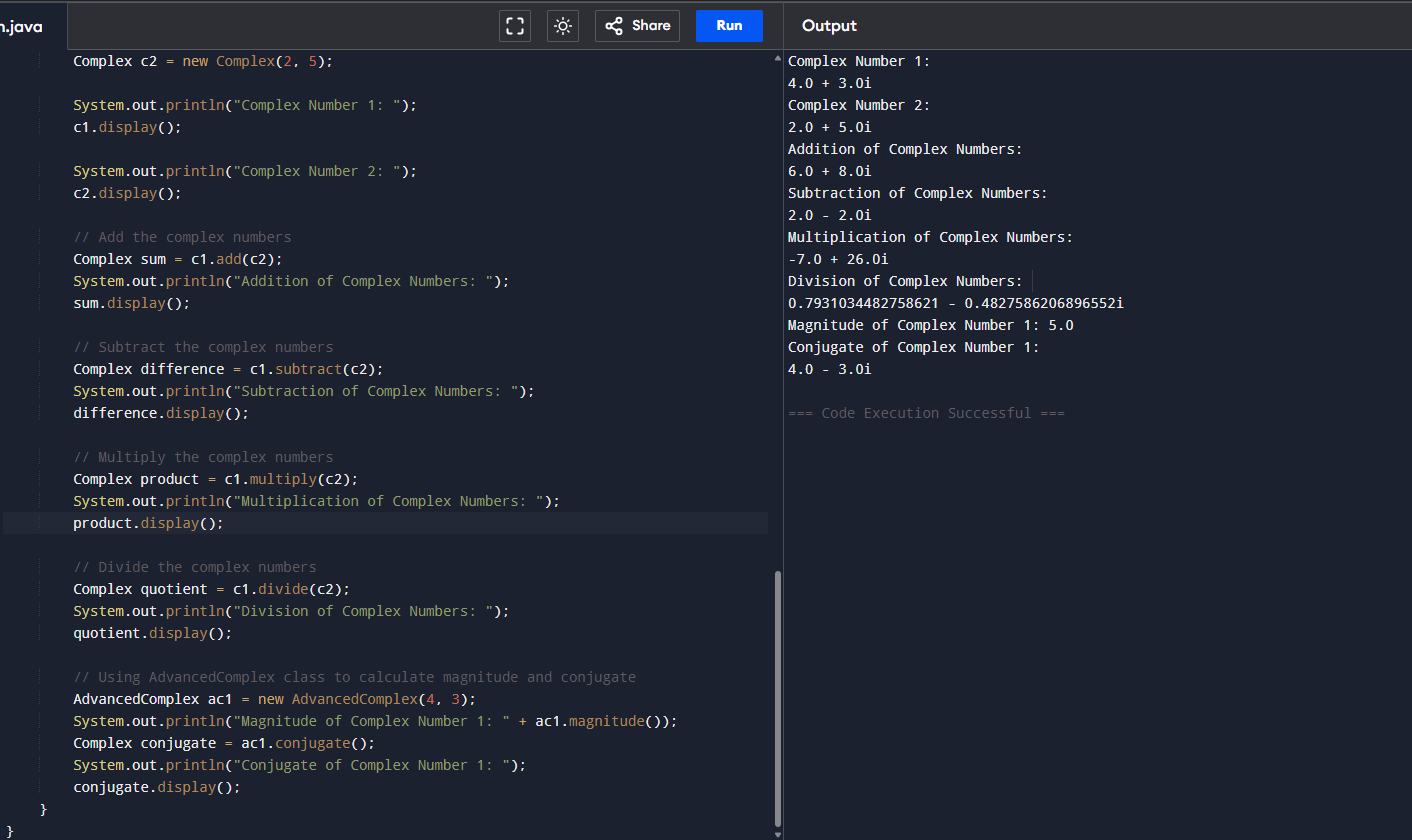 n.java
Share
Run
Output
Complex c2 = new Complex(2, 5);
System.out.println("Complex Number 1: ");
c1.display();
System.out.println("Complex Number 2: ");
c2.display();
// Add the complex numbers
Complex sum = c1.add(c2);
System.out.println("Addition of Complex Numbers: ");
sum.display();
// Subtract the complex numbers
Complex difference = c1.subtract(c2);
System.out.println("Subtraction of Complex Numbers: ");
difference.display();
// Multiply the complex numbers
Complex product = c1.multiply(c2);
System.out.println("Multiplication of Complex Numbers: ");
product.display();
// Divide the complex numbers
Complex quotient = c1.divide(c2);
System.out.println("Division of Complex Numbers: ");
quotient.display();
// Using AdvancedComplex class to calculate magnitude and conjugate
AdvancedComplex ac1 = new AdvancedComplex(4, 3);
System.out.println("Magnitude of Complex Number 1: " + ac1.magnitude());
Complex conjugate = ac1.conjugate();
System.out.println("Conjugate of Complex Number 1: ");
conjugate.display();
}
}
Complex Number 1:
4.0 + 3.0i
Complex Number 2:
2.0 + 5.0i
Addition of Complex Numbers:
6.0 + 8.0i
Subtraction of Complex Numbers:
2.0 - 2.0i
Multiplication of Complex Numbers:
-7.0 + 26.0i
Division of Complex Numbers:
0.7931034482758621 - 0.4827586206896552i
Magnitude of Complex Number 1: 5.0
Conjugate of Complex Number 1:
4.0 - 3.0i
=== Code Execution Successful ===